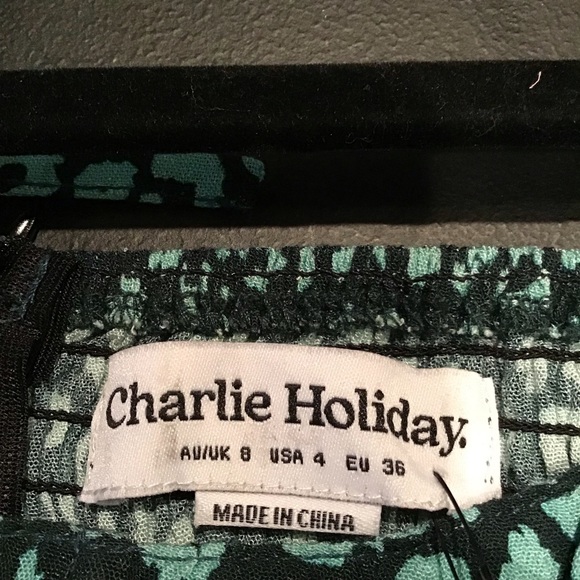 Charlie Holiday.
AU/UK 8 USA 4 EU 36
MADE IN CHINA